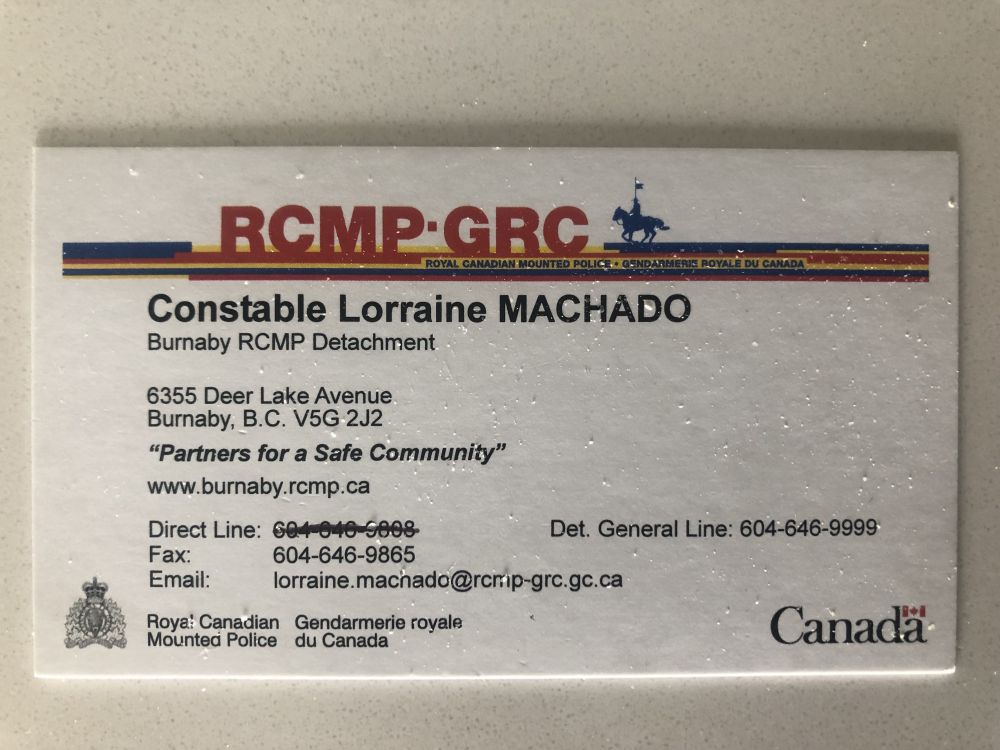 RCMP·GRC
ROYAL CANADIAN MOUNTED POLICE • GENDARMERIE ROYALE DU CANADA
Constable Lorraine MACHADO
Burnaby RCMP Detachment
6355 Deer Lake Avenue
Burnaby, B.C. V5G 2J2
“Partners for a Safe Community”
www.burnaby.rcmp.ca
Direct Line: Det. General Line: 604-646-9999
Fax: 604-646-9865
Email: lorraine.machado@rcmp-grc.gc.ca
Royal Canadian Gendarmerie royale
Mounted Police du Canada
Canada